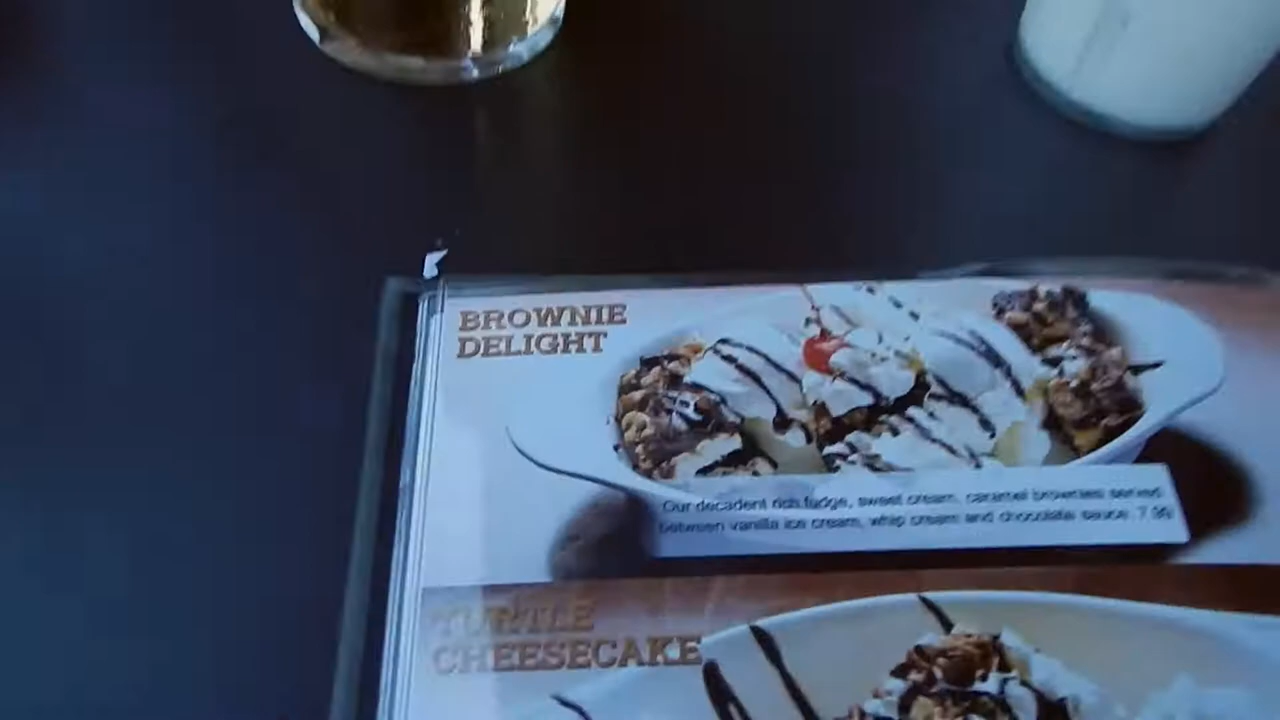 BROWNIE
DELIGHT
Our decadent rich fudge, sweet cream, caramel brownies served
between vanilla ice cream, whip cream and chocolate sauce. 7.99
TURTLE
CHEESECAKE